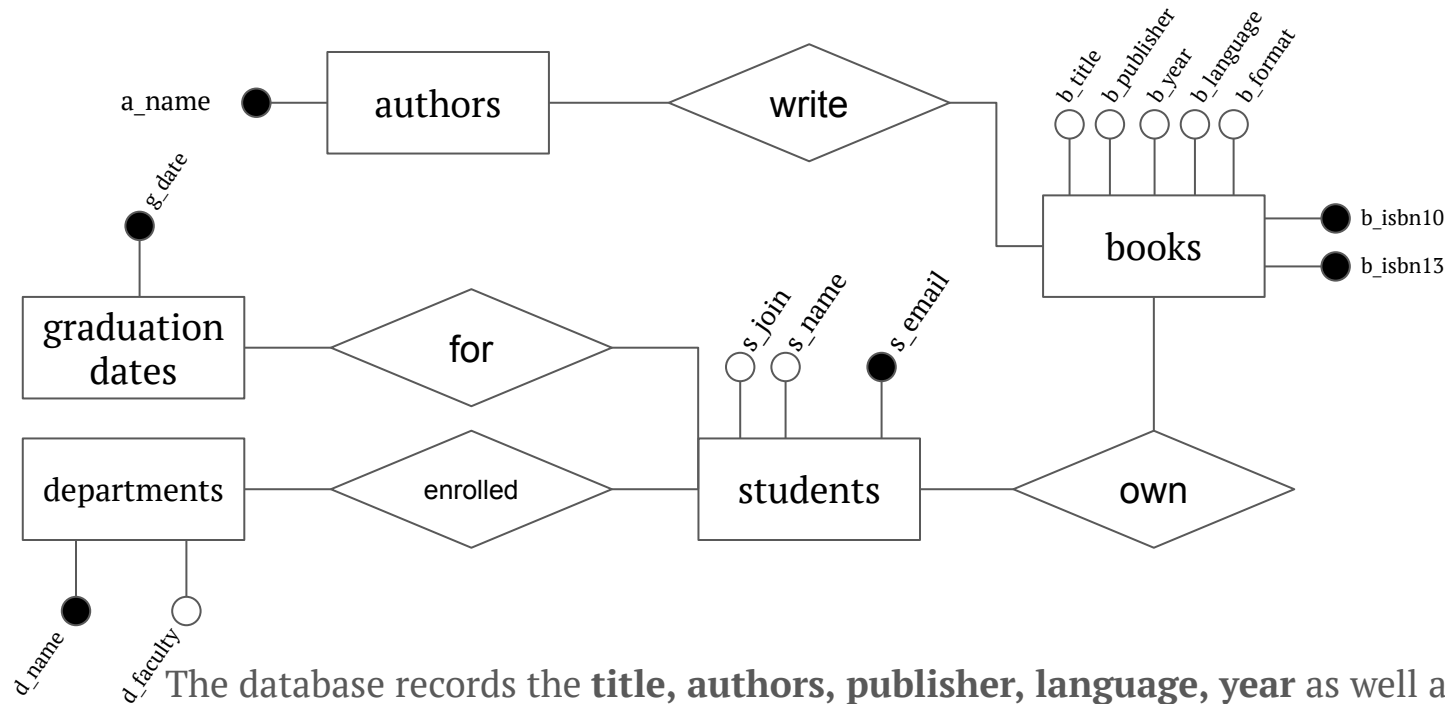 b_title
b_publisher
b_year
b_language
b_format
a_name
authors
write
g_date
b_isbn10
books
b_isbn13
s_join
s_name
s_email
graduation
dates
for
departments
enrolled
students
own
d_name
d_faculty
The database records the title, authors, publisher, language, year as well a